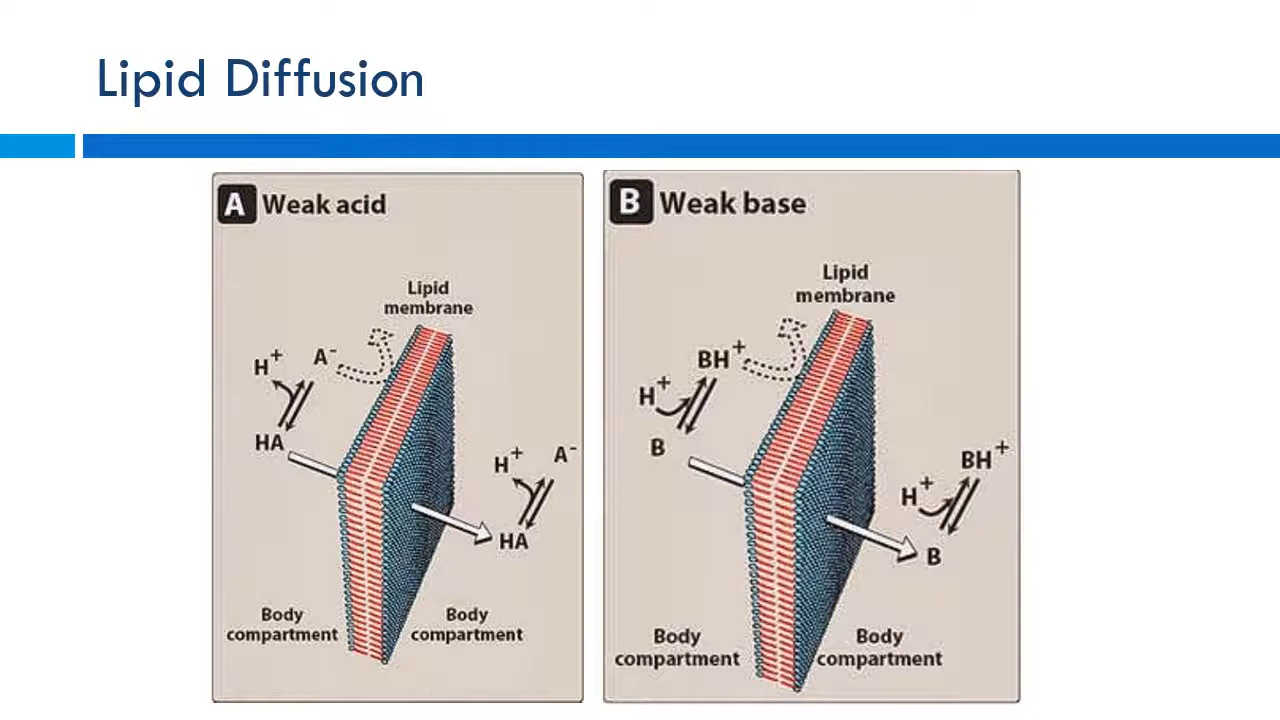 Lipid Diffusion
A Weak acid
Lipid
membrane
H+
A-
HA
H+
A-
HA
Body
compartment
Body
compartment
B Weak base
Lipid
membrane
BH+
H+
B
BH+
H+
B
Body
compartment
Body
compartment